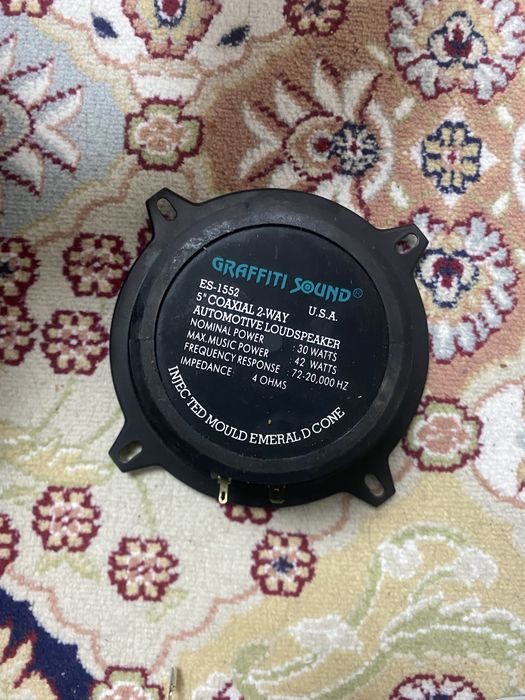 GRAFFITI SOUND®
ES-1552 U.S.A.
5" COAXIAL 2-WAY
AUTOMOTIVE LOUDSPEAKER
NOMINAL POWER : 30 WATTS
MAX.MUSIC POWER : 42 WATTS
FREQUENCY RESPONSE : 72-20,000 HZ
IMPEDANCE: 4 OHMS
INJECTED MOULD EMERALD CONE